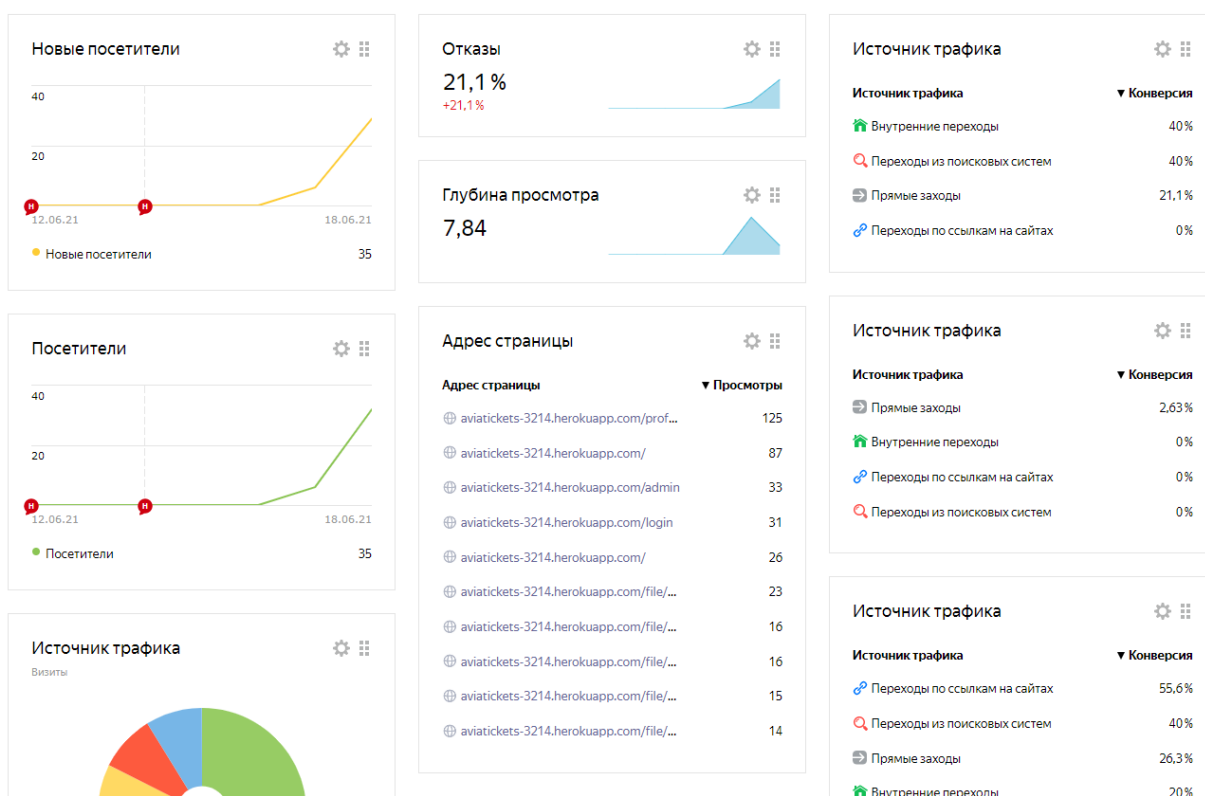 Новые посетители
40
20
Н
Н
12.06.21 18.06.21
Новые посетители 35
Посетители
40
20
Н
Н
12.06.21 18.06.21
Посетители 35
Источник трафика
Визиты
Отказы
21,1 %
+21,1 %
Глубина просмотра
7,84
Адрес страницы
Адрес страницы ▼ Просмотры
aviatickets-3214.herokuapp.com/prof... 125
aviatickets-3214.herokuapp.com/ 87
aviatickets-3214.herokuapp.com/admin 33
aviatickets-3214.herokuapp.com/login 31
aviatickets-3214.herokuapp.com/ 26
aviatickets-3214.herokuapp.com/file/... 23
aviatickets-3214.herokuapp.com/file/... 16
aviatickets-3214.herokuapp.com/file/... 16
aviatickets-3214.herokuapp.com/file/... 15
aviatickets-3214.herokuapp.com/file/... 14
Источник трафика
Источник трафика ▼ Конверсия
Внутренние переходы 40 %
Переходы из поисковых систем 40 %
Прямые заходы 21,1 %
Переходы по ссылкам на сайтах 0 %
Источник трафика
Источник трафика ▼ Конверсия
Прямые заходы 2,63 %
Внутренние переходы 0 %
Переходы по ссылкам на сайтах 0 %
Переходы из поисковых систем 0 %
Источник трафика
Источник трафика ▼ Конверсия
Переходы по ссылкам на сайтах 55,6 %
Переходы из поисковых систем 40 %
Прямые заходы 26,3 %
Внутренние переходы 20 %